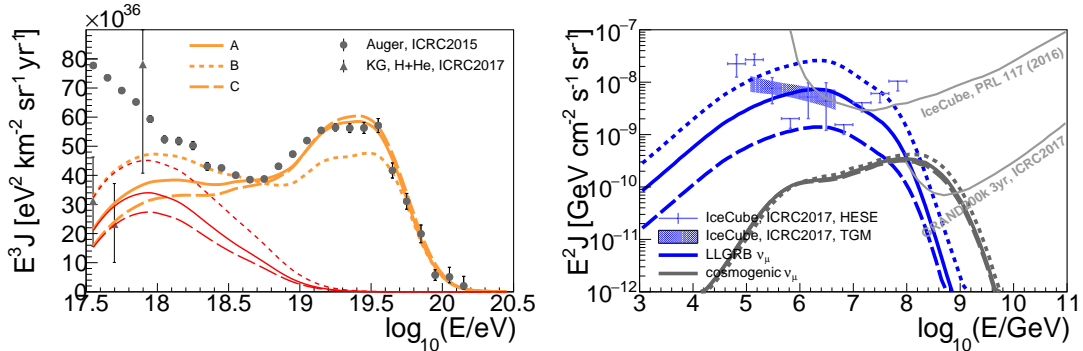 ×10^36
80
70
60
50
40
30
20
10
0
17.5 18 18.5 19 19.5 20 20.5
log10(E/eV)
E^3J [eV^2 km^-2 sr^-1 yr^-1]
A
B
C
Auger, ICRC2015
KG, H+He, ICRC2017
10^-7
10^-8
10^-9
10^-10
10^-11
10^-12
3 4 5 6 7 8 9 10 11
log10(E/GeV)
E^2J [GeV cm^-2 s^-1 sr^-1]
IceCube, PRL 117 (2016)
GRAND200k 3yr, ICRC2017
IceCube, ICRC2017, HESE
IceCube, ICRC2017, TGM
LLGRB νμ
cosmogenic νμ